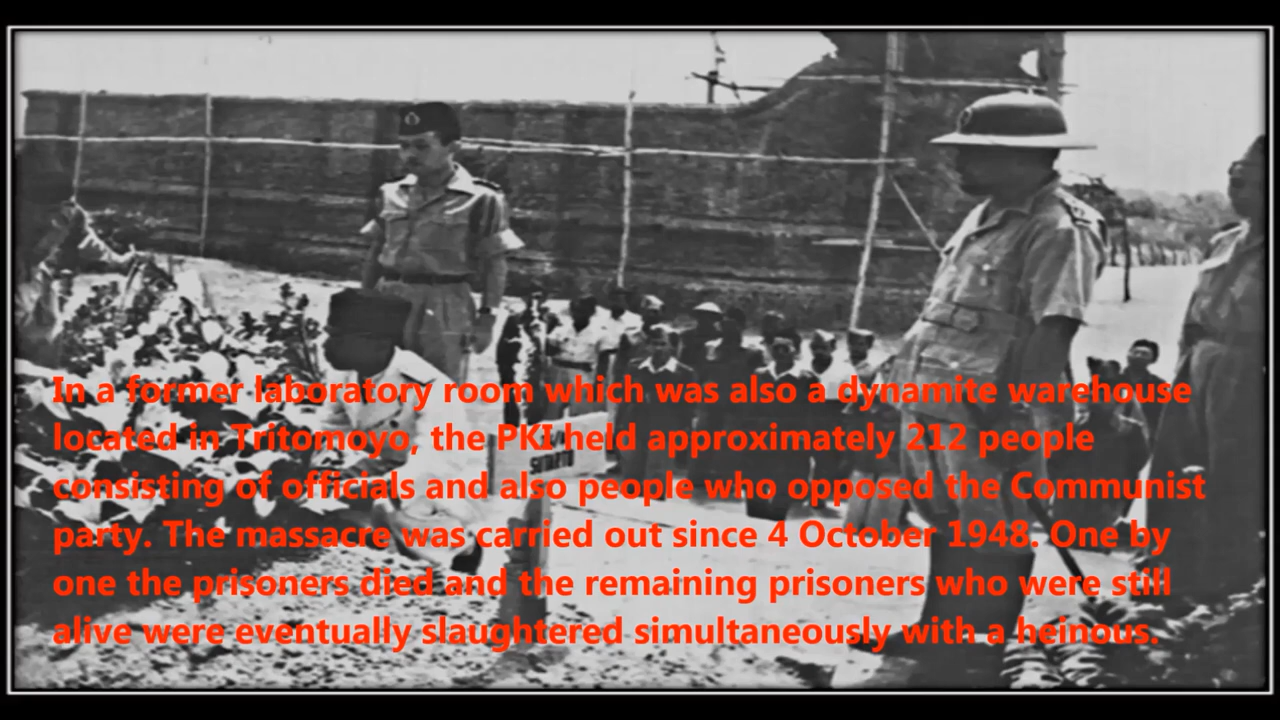 In a former laboratory room which was also a dynamite warehouse
located in Tritomoyo, the PKI held approximately 212 people
consisting of officials and also people who opposed the Communist
party. The massacre was carried out since 4 October 1948. One by
one the prisoners died and the remaining prisoners who were still
alive were eventually slaughtered simultaneously with a heinous.